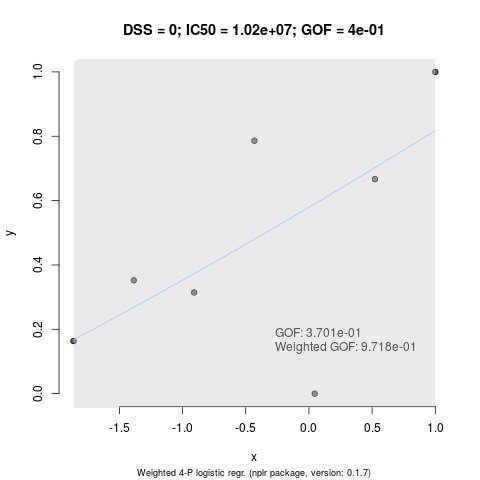 DSS = 0; IC50 = 1.02e+07; GOF = 4e-01
1.0
0.8
0.6
0.4
0.2
0.0
y
GOF: 3.701e-01
Weighted GOF: 9.718e-01
-1.5 -1.0 -0.5 0.0 0.5 1.0
x
Weighted 4-P logistic regr. (nplr package, version: 0.1.7)